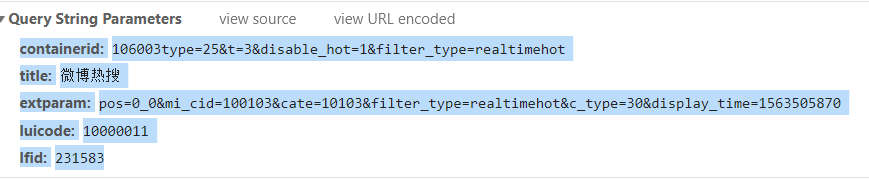 ▼ Query String Parameters view source view URL encoded
containerid: 106003type=25&t=3&disable_hot=1&filter_type=realtimehot
title: 微博热搜
extparam: pos=0_0&mi_cid=100103&cate=10103&filter_type=realtimehot&c_type=30&display_time=1563505870
luicode: 10000011
lfid: 231583